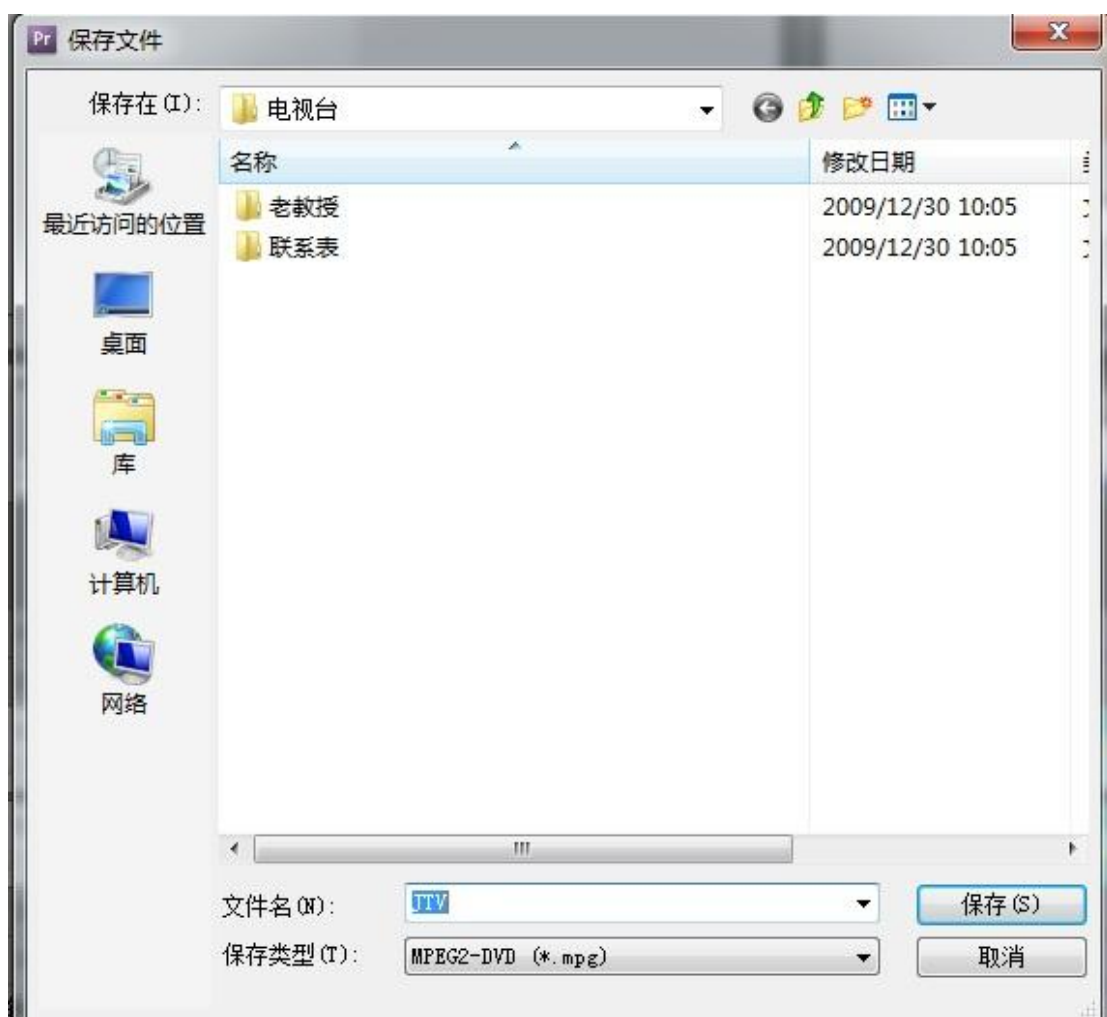 Pr 保存文件
保存在(I): 电视台
名称 修改日期
老教授 2009/12/30 10:05
联系表 2009/12/30 10:05
最近访问的位置
桌面
库
计算机
网络
文件名(N): JTV 保存(S)
保存类型(T): MPEG2-DVD (*.mpg) 取消